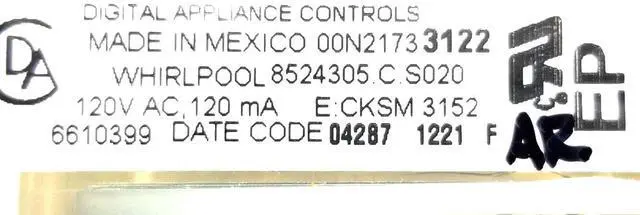 DIGITAL APPLIANCE CONTROLS
MADE IN MEXICO 00N2173 3122
WHIRLPOOL 8524305.C.S020
120V AC, 120 mA E:CKSM 3152
6610399 DATE CODE 04287 1221 F
DA
AR
EP